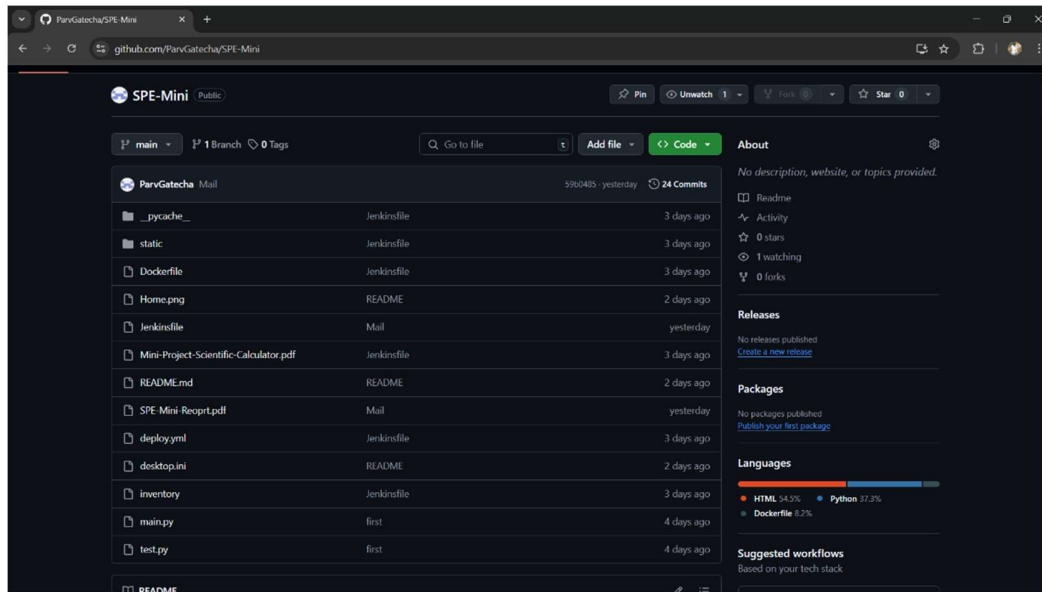 ParvGatecha/SPE-Mini
github.com/ParvGatecha/SPE-Mini
SPE-Mini Public
Pin Unwatch 1 Fork 0 Star 0
main 1 Branch 0 Tags Go to file t Add file Code
ParvGatecha Mail 59b0485 · yesterday 24 Commits
__pycache__ Jenkinsfile 3 days ago
static Jenkinsfile 3 days ago
Dockerfile Jenkinsfile 3 days ago
Home.png README 2 days ago
Jenkinsfile Mail yesterday
Mini-Project-Scientific-Calculator.pdf Jenkinsfile 3 days ago
README.md README 2 days ago
SPE-Mini-Reoprt.pdf Mail yesterday
deploy.yml Jenkinsfile 3 days ago
desktop.ini README 2 days ago
inventory Jenkinsfile 3 days ago
main.py first 4 days ago
test.py first 4 days ago
README
About
No description, website, or topics provided.
Readme
Activity
0 stars
1 watching
0 forks
Releases
No releases published
Create a new release
Packages
No packages published
Publish your first package
Languages
HTML 54.5% Python 37.3%
Dockerfile 8.2%
Suggested workflows
Based on your tech stack